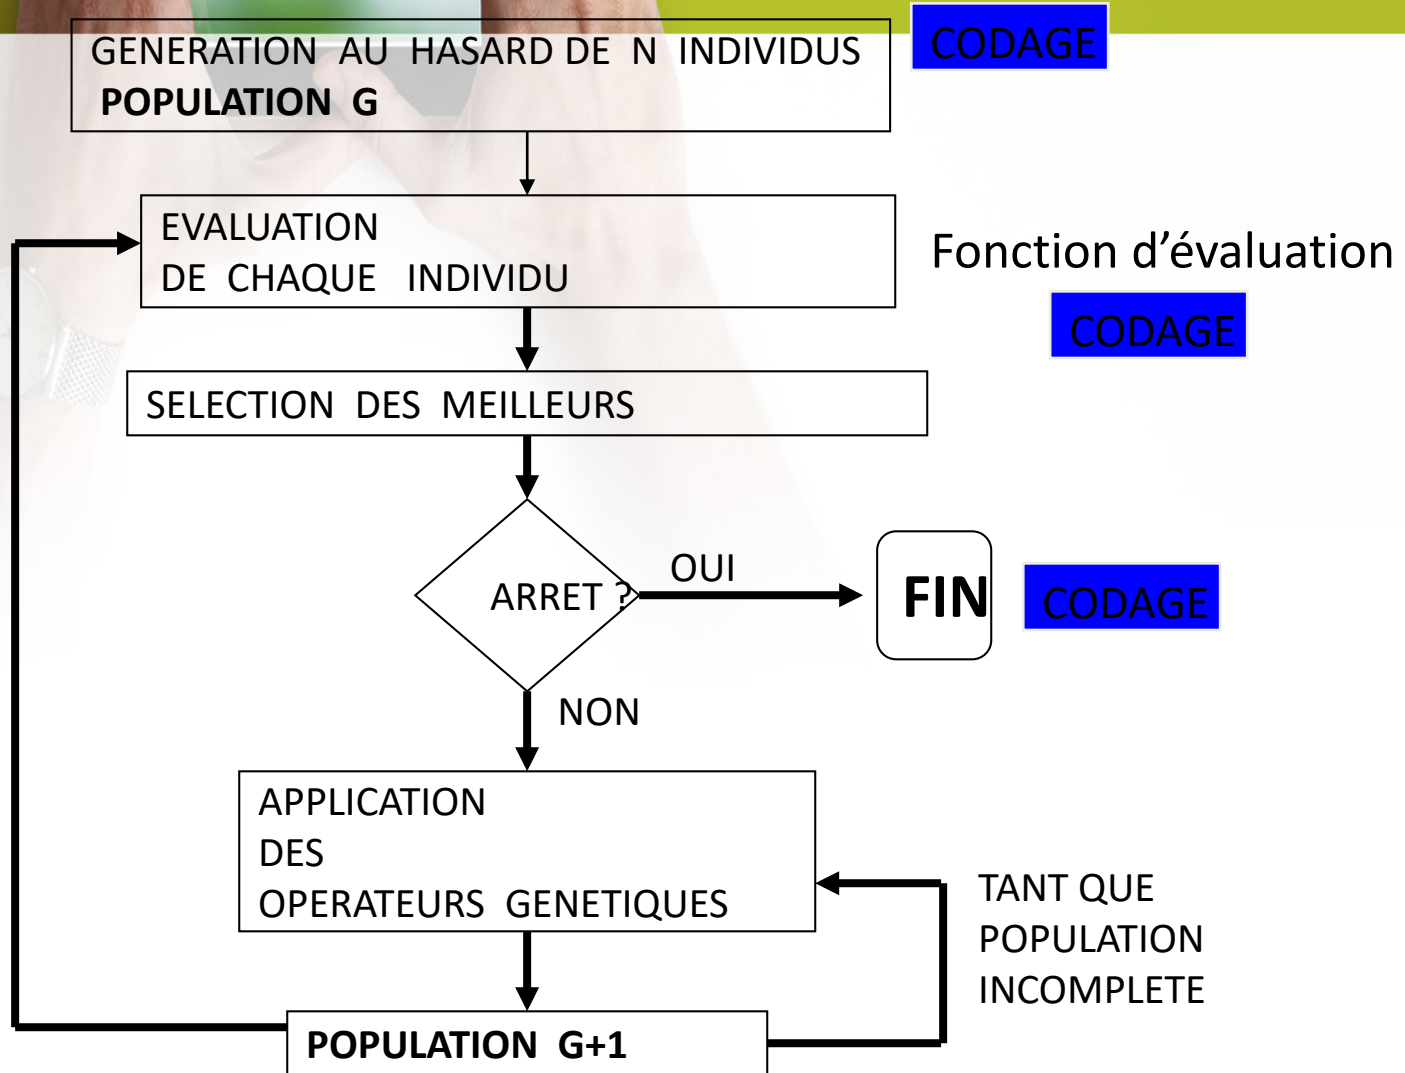 GENERATION AU HASARD DE N INDIVIDUS
POPULATION G
CODAGE
EVALUATION
DE CHAQUE INDIVIDU
Fonction d’évaluation
CODAGE
SELECTION DES MEILLEURS
ARRET ?
OUI
FIN
CODAGE
NON
APPLICATION
DES
OPERATEURS GENETIQUES
TANT QUE
POPULATION
INCOMPLETE
POPULATION G+1